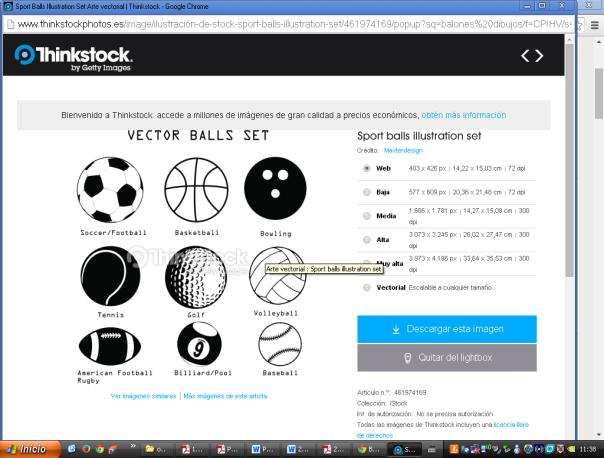 Sport Balls Illustration Set Arte vectorial | Thinkstock - Google Chrome
www.thinkstockphotos.es/image/ilustración-de-stock-sport-balls-illustration-set/461974169/popup?sq=balones%20dibujos/f=CPIHV/s=
Thinkstock.
by Getty Images
Bienvenido a Thinkstock: accede a millones de imágenes de gran calidad a precios económicos, obtén más información
VECTOR BALLS SET
Soccer/Football
Basketball
Bowling
Thinkstock
Arte vectorial : Sport balls illustration set
Tennis
Golf
Volleyball
9
American Football
Rugby
Billiard/Pool
Baseball
Ver imágenes similares | Más imágenes de este artista
Sport balls illustration set
Crédito: Maxterdesign
Web 403 x 426 px | 14,22 x 15,03 cm | 72 dpi
Baja 577 x 609 px | 20,36 x 21,48 cm | 72 dpi
Media 1.686 x 1.781 px | 14,27 x 15,08 cm | 300
dpi
Alta 3.073 x 3.245 px | 26,02 x 27,47 cm | 300
dpi
Muy alta 3.973 x 4.196 px | 33,64 x 35,53 cm | 300
dpi
Vectorial Escalable a cualquier tamaño
Descargar esta imagen
Quitar del lightbox
Artículo n.º: 461974169
Colección: iStock
Inf. de autorización: No se precisa autorización
Todas las imágenes de Thinkstock incluyen una licencia libre
de derechos.
Inicio
»
o...
P...
P...
2...
2...
B...
S...
11:38